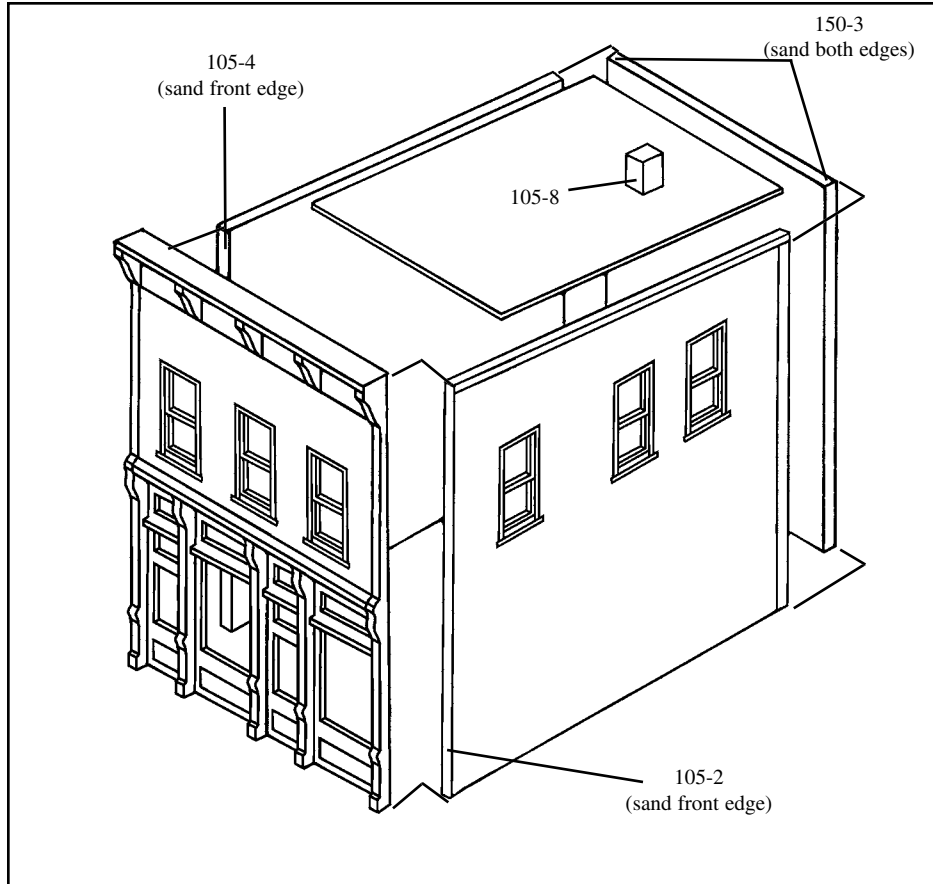 150-3
(sand both edges)
105-4
(sand front edge)
105-8
105-2
(sand front edge)